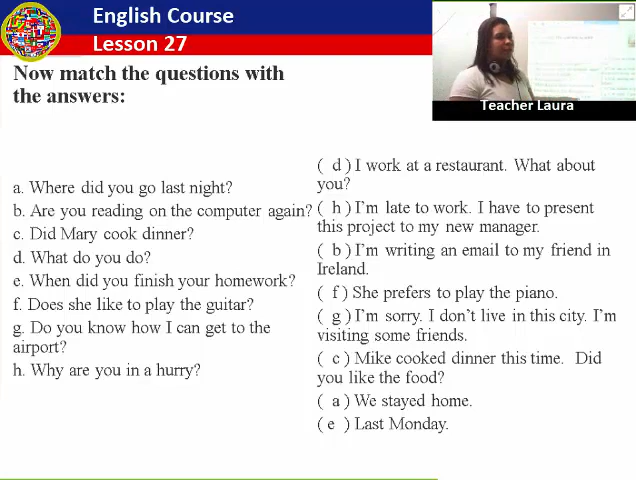 English Course
Lesson 27
Teacher Laura
Now match the questions with
the answers:
a. Where did you go last night?
b. Are you reading on the computer again?
c. Did Mary cook dinner?
d. What do you do?
e. When did you finish your homework?
f. Does she like to play the guitar?
g. Do you know how I can get to the
airport?
h. Why are you in a hurry?
( d ) I work at a restaurant. What about
you?
( h ) I'm late to work. I have to present
this project to my new manager.
( b ) I'm writing an email to my friend in
Ireland.
( f ) She prefers to play the piano.
( g ) I'm sorry. I don't live in this city. I'm
visiting some friends.
( c ) Mike cooked dinner this time. Did
you like the food?
( a ) We stayed home.
( e ) Last Monday.